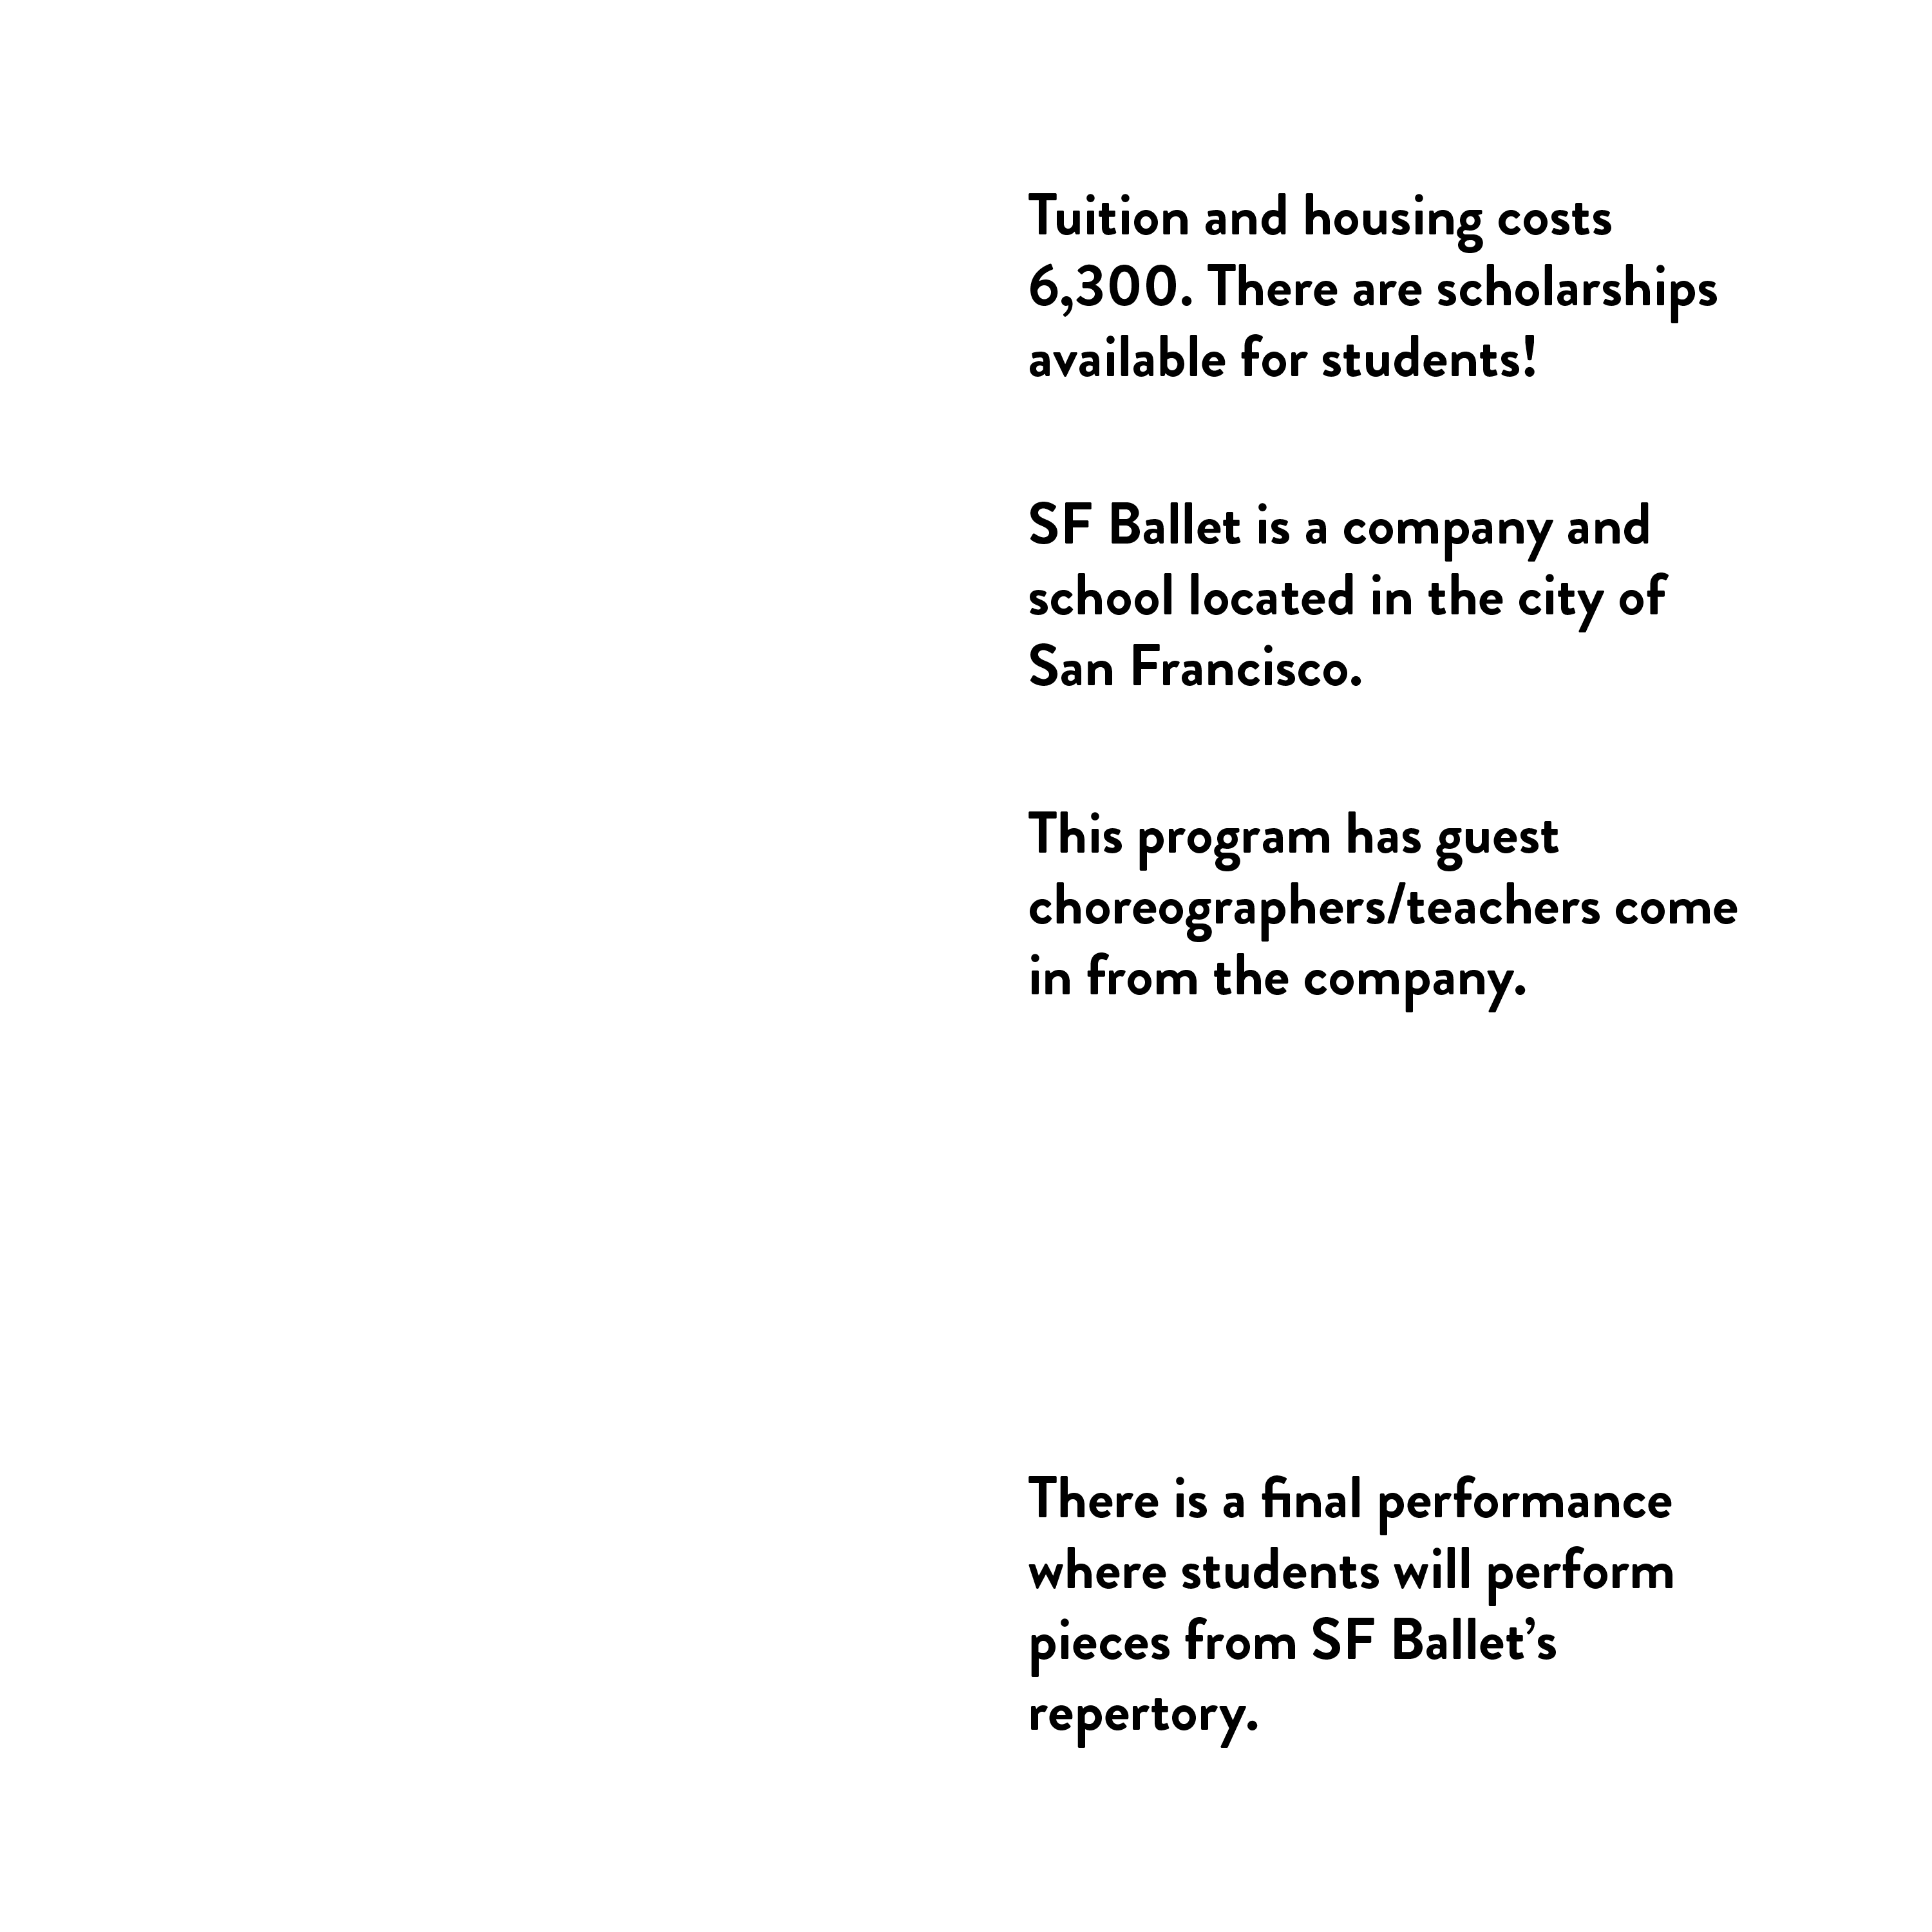 Tuition and housing costs
6,300. There are scholarships
available for students!
SF Ballet is a company and
school located in the city of
San Francisco.
This program has guest
choreographers/teachers come
in from the company.
There is a final performance
where students will perform
pieces from SF Ballet’s
repertory.